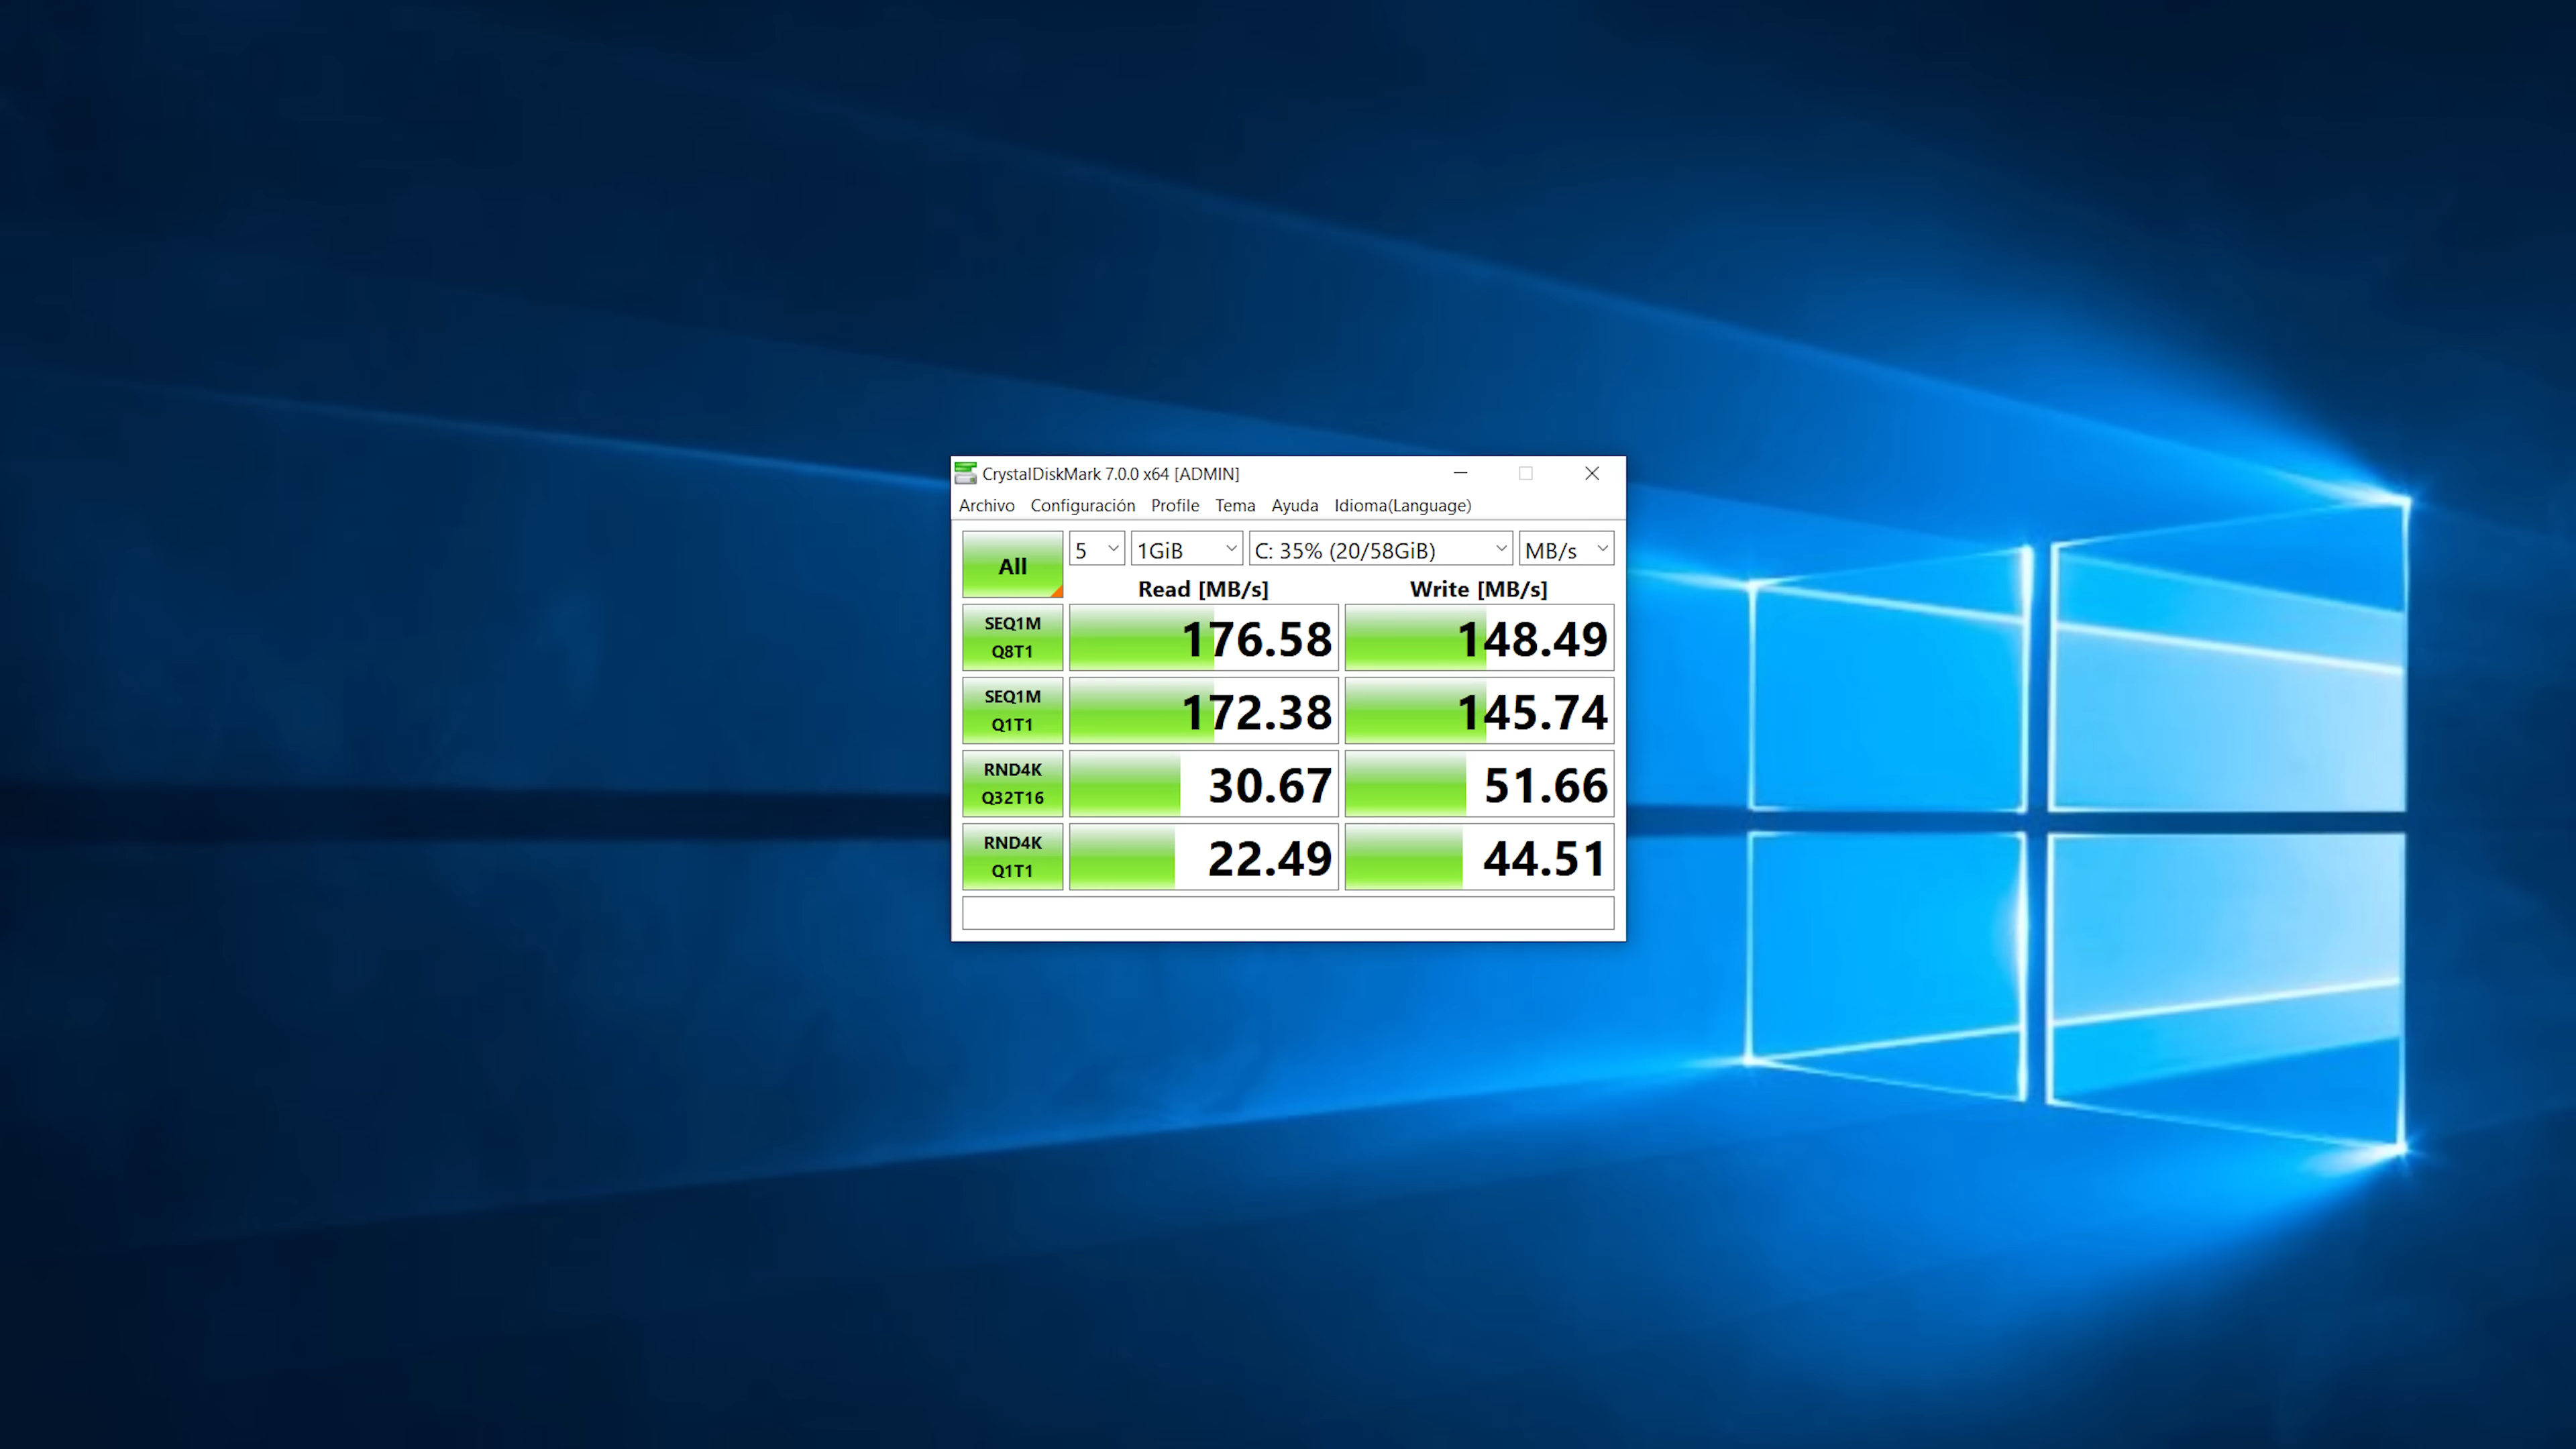 CrystalDiskMark 7.0.0 x64 [ADMIN]
Archivo Configuración Profile Tema Ayuda Idioma(Language)
All 5 1GiB C: 35% (20/58GiB) MB/s
Read [MB/s] Write [MB/s]
SEQ1M
Q8T1 176.58 148.49
SEQ1M
Q1T1 172.38 145.74
RND4K
Q32T16 30.67 51.66
RND4K
Q1T1 22.49 44.51